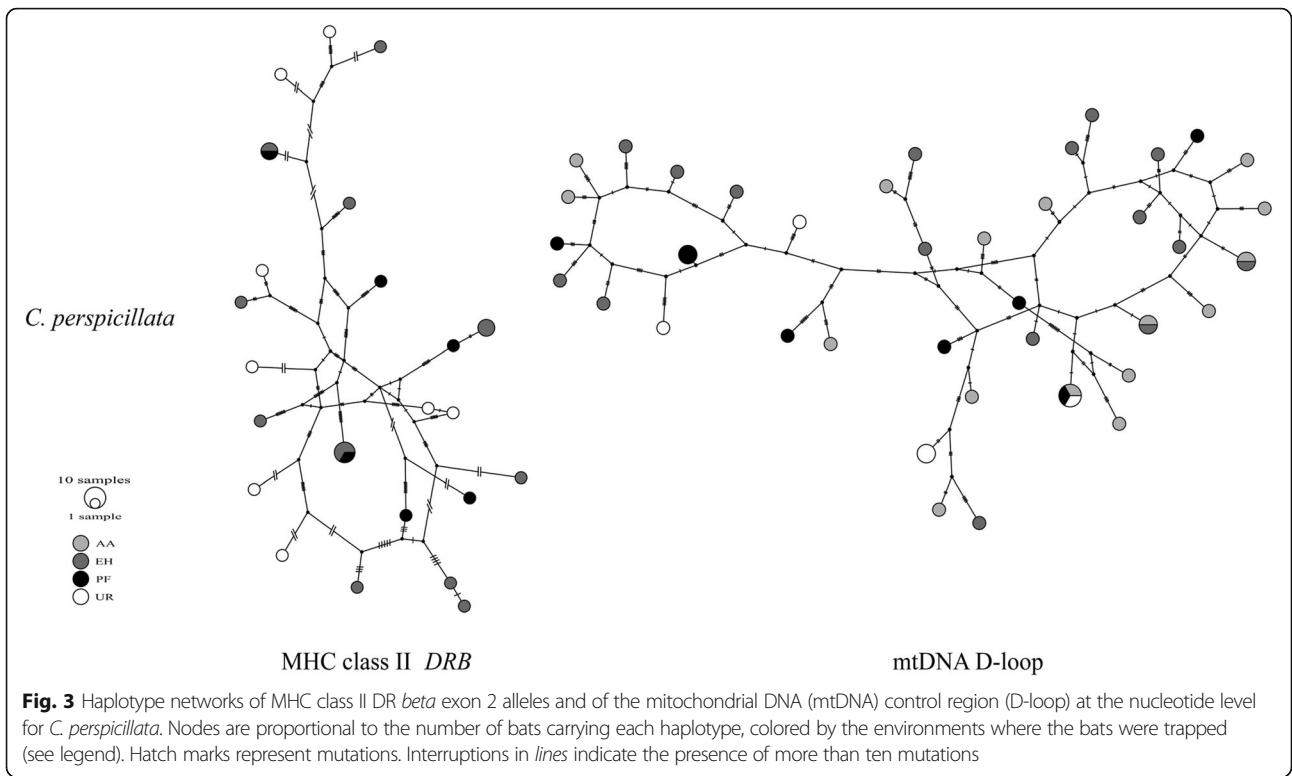 C. perspicillata
10 samples
1 sample
AA
EH
PF
UR
MHC class II DRB
mtDNA D-loop
Fig. 3 Haplotype networks of MHC class II DR beta exon 2 alleles and of the mitochondrial DNA (mtDNA) control region (D-loop) at the nucleotide level
for C. perspicillata. Nodes are proportional to the number of bats carrying each haplotype, colored by the environments where the bats were trapped
(see legend). Hatch marks represent mutations. Interruptions in lines indicate the presence of more than ten mutations